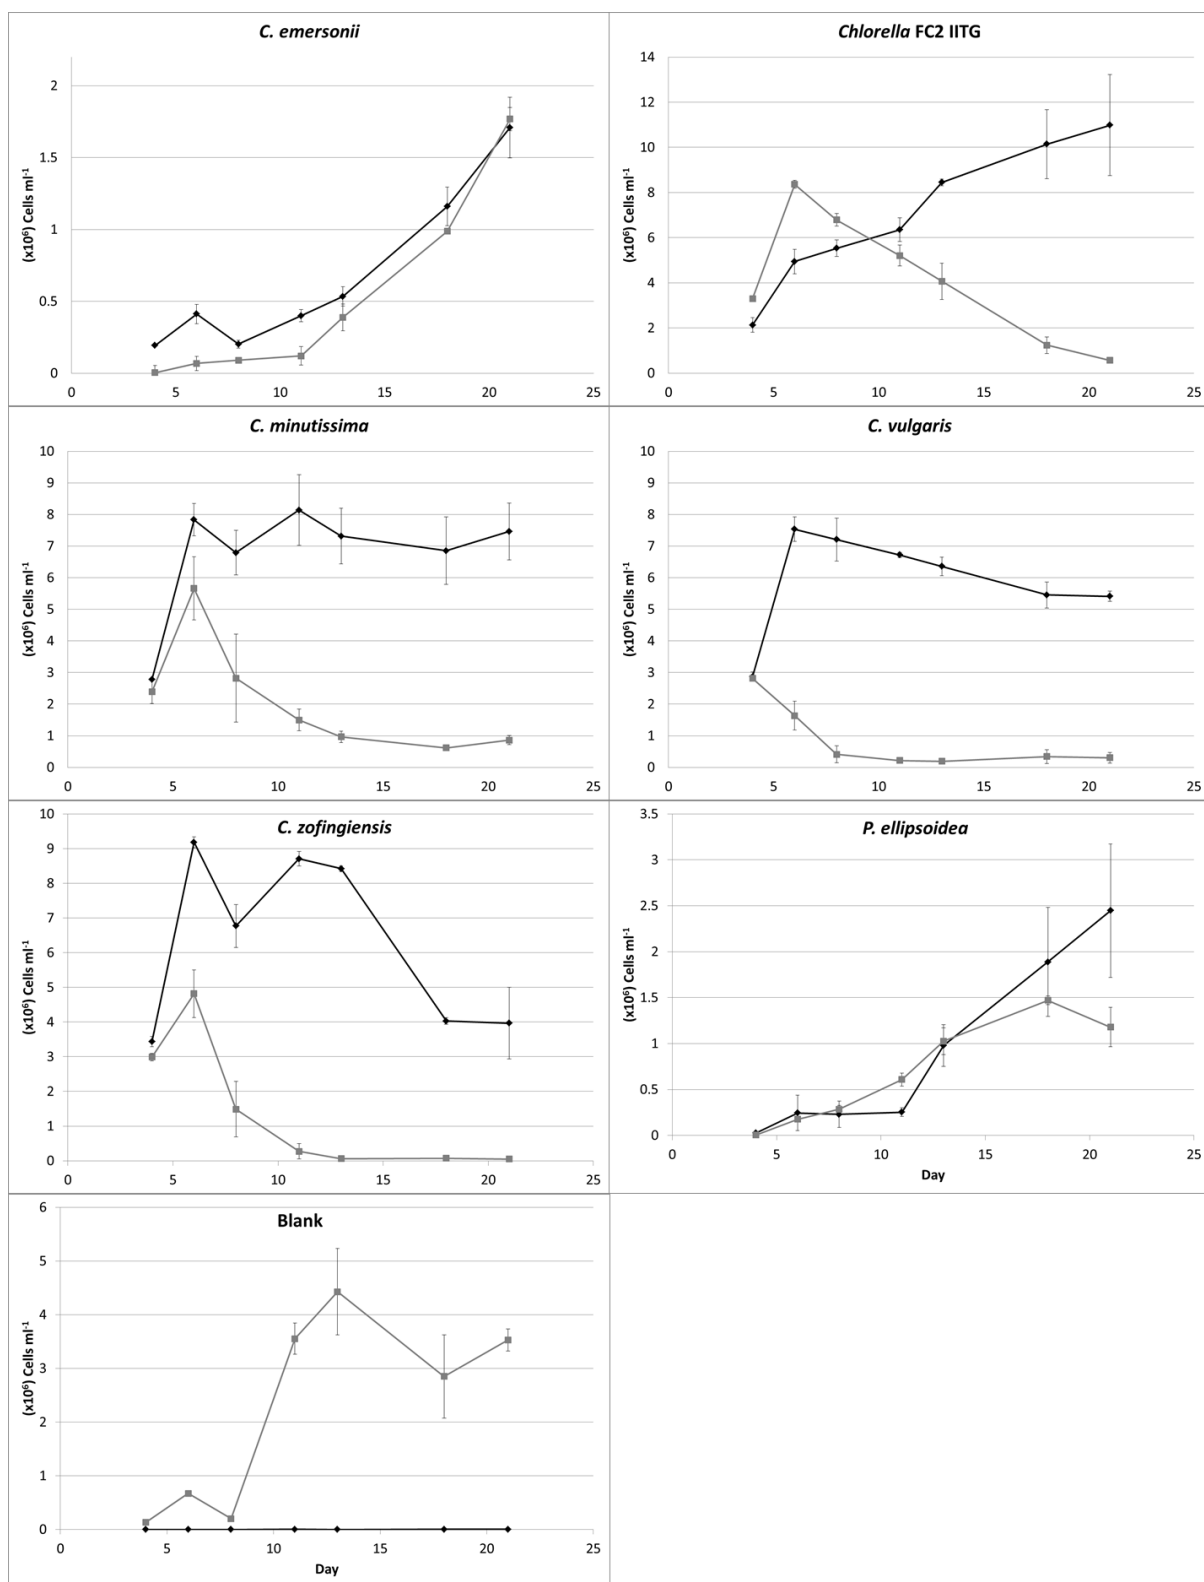 C. emersonii
(x10⁶) Cells ml⁻¹
2
1.5
1
0.5
0
0 5 10 15 20 25
Chlorella FC2 IITG
(x10⁶) Cells ml⁻¹
14
12
10
8
6
4
2
0
0 5 10 15 20 25
C. minutissima
(x10⁶) Cells ml⁻¹
10
9
8
7
6
5
4
3
2
1
0
0 5 10 15 20 25
C. vulgaris
(x10⁶) Cells ml⁻¹
10
9
8
7
6
5
4
3
2
1
0
0 5 10 15 20 25
C. zofingiensis
(x10⁶) Cells ml⁻¹
10
9
8
7
6
5
4
3
2
1
0
0 5 10 15 20 25
P. ellipsoidea
(x10⁶) Cells ml⁻¹
3.5
3
2.5
2
1.5
1
0.5
0
0 5 10 15 20 25
Day
Blank
(x10⁶) Cells ml⁻¹
6
5
4
3
2
1
0
0 5 10 15 20 25
Day